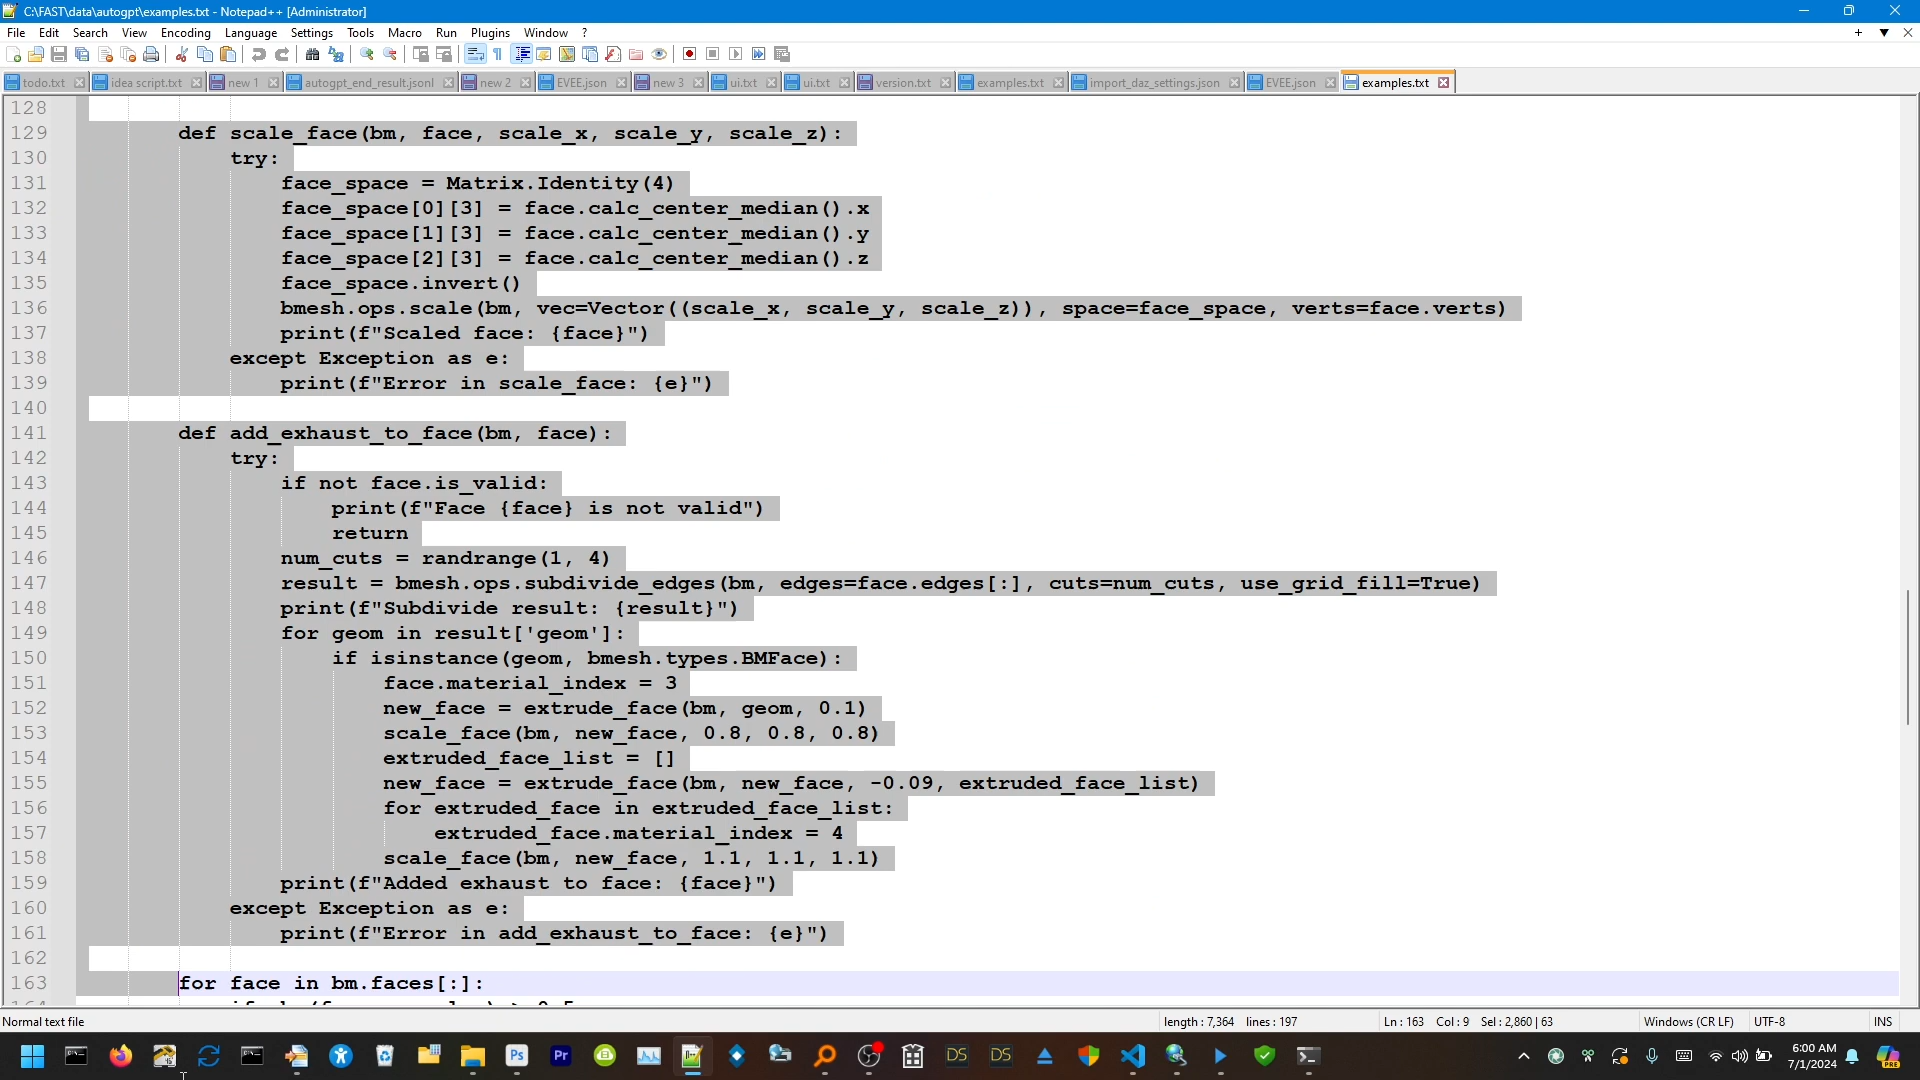 C:\FAST\data\autogpt\examples.txt - Notepad++ [Administrator]
File Edit Search View Encoding Language Settings Tools Macro Run Plugins Window ?
todo.txt idea script.txt new 1 autogpt_end_result.jsonl new 2 EVEE.json new 3 ui.txt ui.txt version.txt examples.txt import_daz_settings.json EVEE.json examples.txt
128
129 def scale_face(bm, face, scale_x, scale_y, scale_z):
130 try:
131 face_space = Matrix.Identity(4)
132 face_space[0][3] = face.calc_center_median().x
133 face_space[1][3] = face.calc_center_median().y
134 face_space[2][3] = face.calc_center_median().z
135 face_space.invert()
136 bmesh.ops.scale(bm, vec=Vector((scale_x, scale_y, scale_z)), space=face_space, verts=face.verts)
137 print(f"Scaled face: {face}")
138 except Exception as e:
139 print(f"Error in scale_face: {e}")
140
141 def add_exhaust_to_face(bm, face):
142 try:
143 if not face.is_valid:
144 print(f"Face {face} is not valid")
145 return
146 num_cuts = randrange(1, 4)
147 result = bmesh.ops.subdivide_edges(bm, edges=face.edges[:], cuts=num_cuts, use_grid_fill=True)
148 print(f"Subdivide result: {result}")
149 for geom in result['geom']:
150 if isinstance(geom, bmesh.types.BMFace):
151 face.material_index = 3
152 new_face = extrude_face(bm, geom, 0.1)
153 scale_face(bm, new_face, 0.8, 0.8, 0.8)
154 extruded_face_list = []
155 new_face = extrude_face(bm, new_face, -0.09, extruded_face_list)
156 for extruded_face in extruded_face_list:
157 extruded_face.material_index = 4
158 scale_face(bm, new_face, 1.1, 1.1, 1.1)
159 print(f"Added exhaust to face: {face}")
160 except Exception as e:
161 print(f"Error in add_exhaust_to_face: {e}")
162
163 for face in bm.faces[:]:
Normal text file length : 7,364 lines : 197 Ln : 163 Col : 9 Sel : 2,860 | 63 Windows (CR LF) UTF-8 INS
Ps Pr DS DS
6:00 AM
7/1/2024